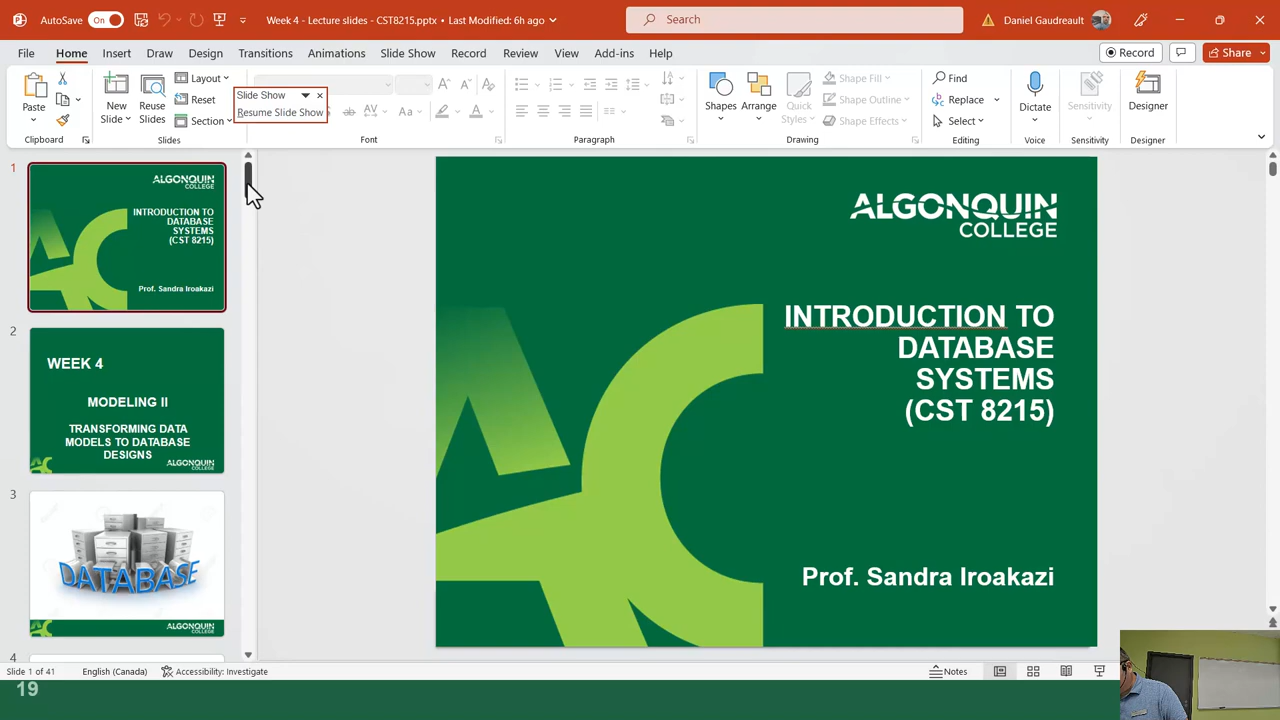 AutoSave On Week 4 - Lecture slides - CST8215.pptx • Last Modified: 6h ago Search Daniel Gaudreault
File Home Insert Draw Design Transitions Animations Slide Show Record Review View Add-ins Help Record Share
Paste New Slide Reuse Slides Layout Reset Section
Slide Show
Resume Slide Show
Aa A A
Shapes Arrange Quick Styles Shape Fill Shape Outline Shape Effects
Find Replace Select
Dictate Sensitivity Designer
Clipboard Slides Font Paragraph Drawing Editing Voice Sensitivity Designer
1
ALGONQUIN
COLLEGE
INTRODUCTION TO
DATABASE
SYSTEMS
(CST 8215)
Prof. Sandra Iroakazi
2
WEEK 4
MODELING II
TRANSFORMING DATA
MODELS TO DATABASE
DESIGNS
ALGONQUIN
COLLEGE
3
DATABASE
ALGONQUIN
COLLEGE
4
ALGONQUIN
COLLEGE
INTRODUCTION TO
DATABASE
SYSTEMS
(CST 8215)
Prof. Sandra Iroakazi
Slide 1 of 41 English (Canada) Accessibility: Investigate Notes
19